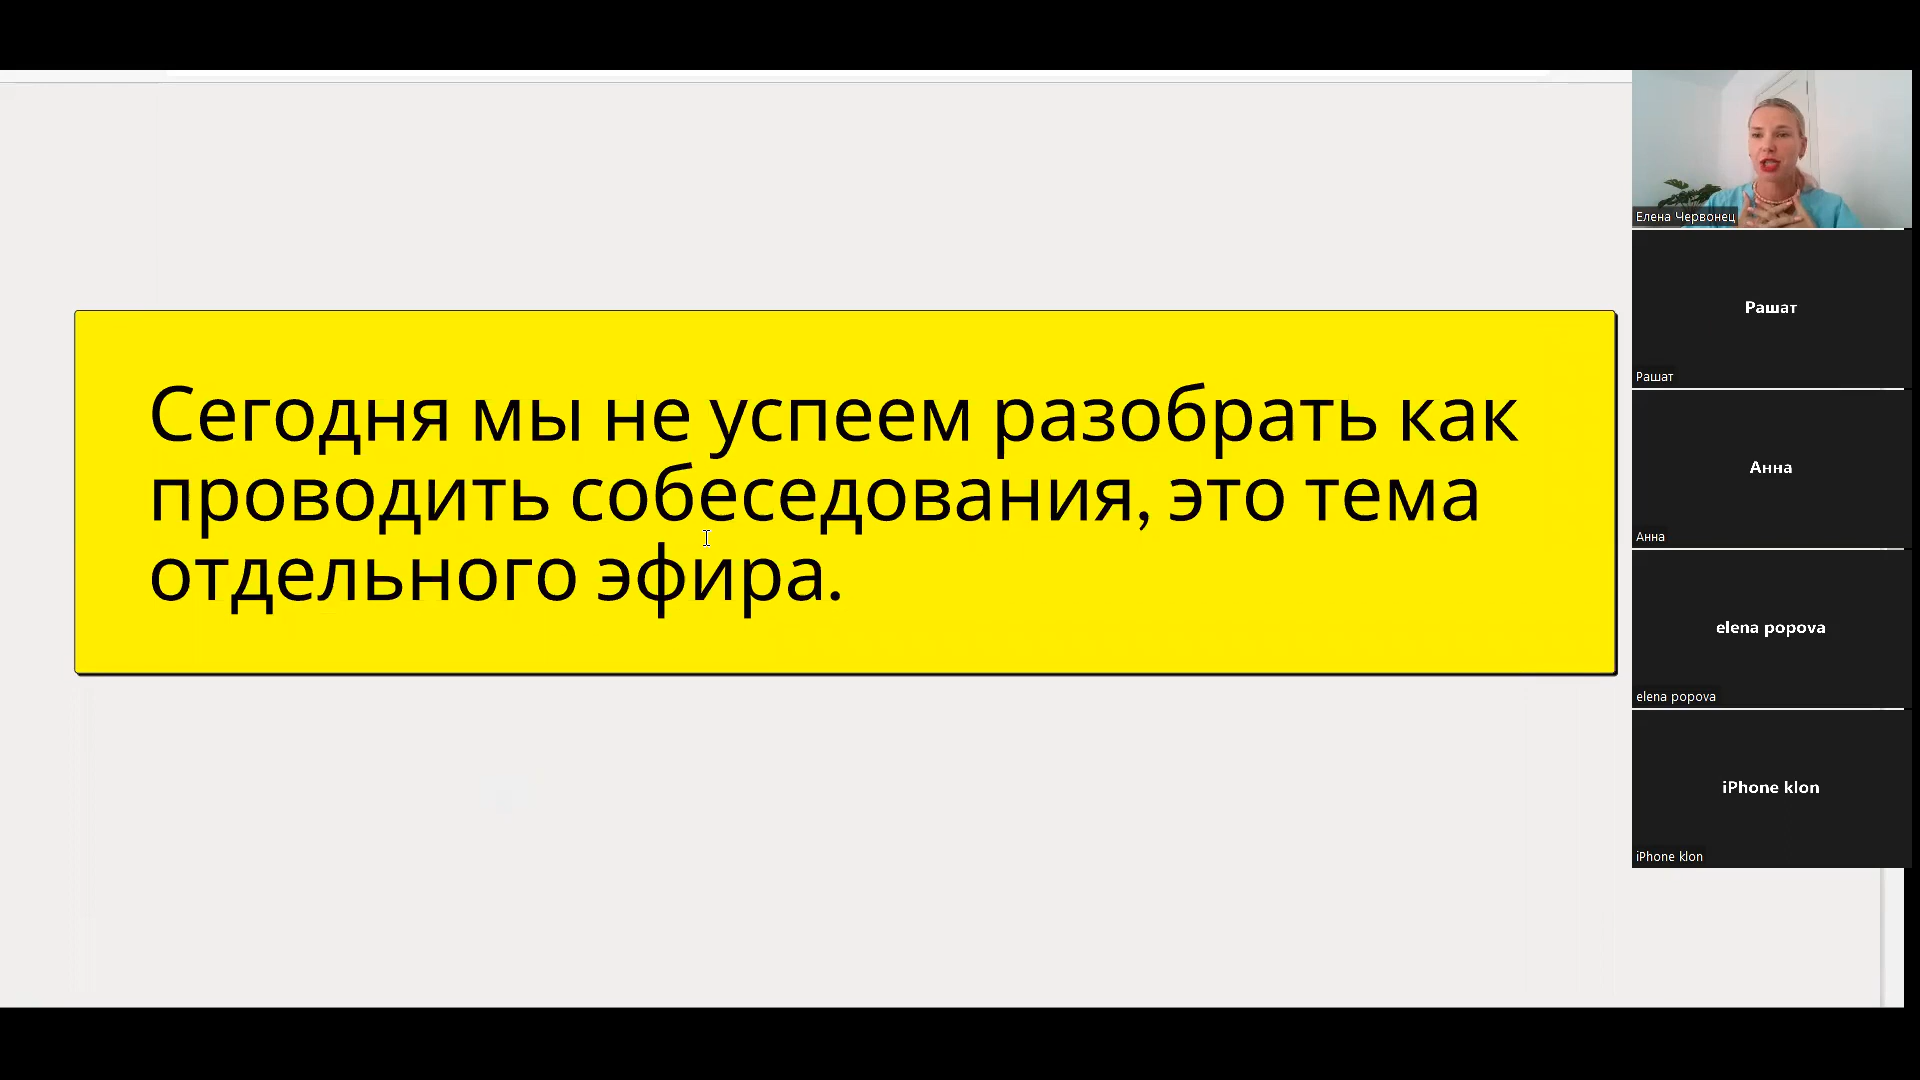 Сегодня мы не успеем разобрать как
проводить собеседования, это тема
отдельного эфира.
Елена Червонец
Рашат
Рашат
Анна
Анна
elena popova
elena popova
iPhone klon
iPhone klon